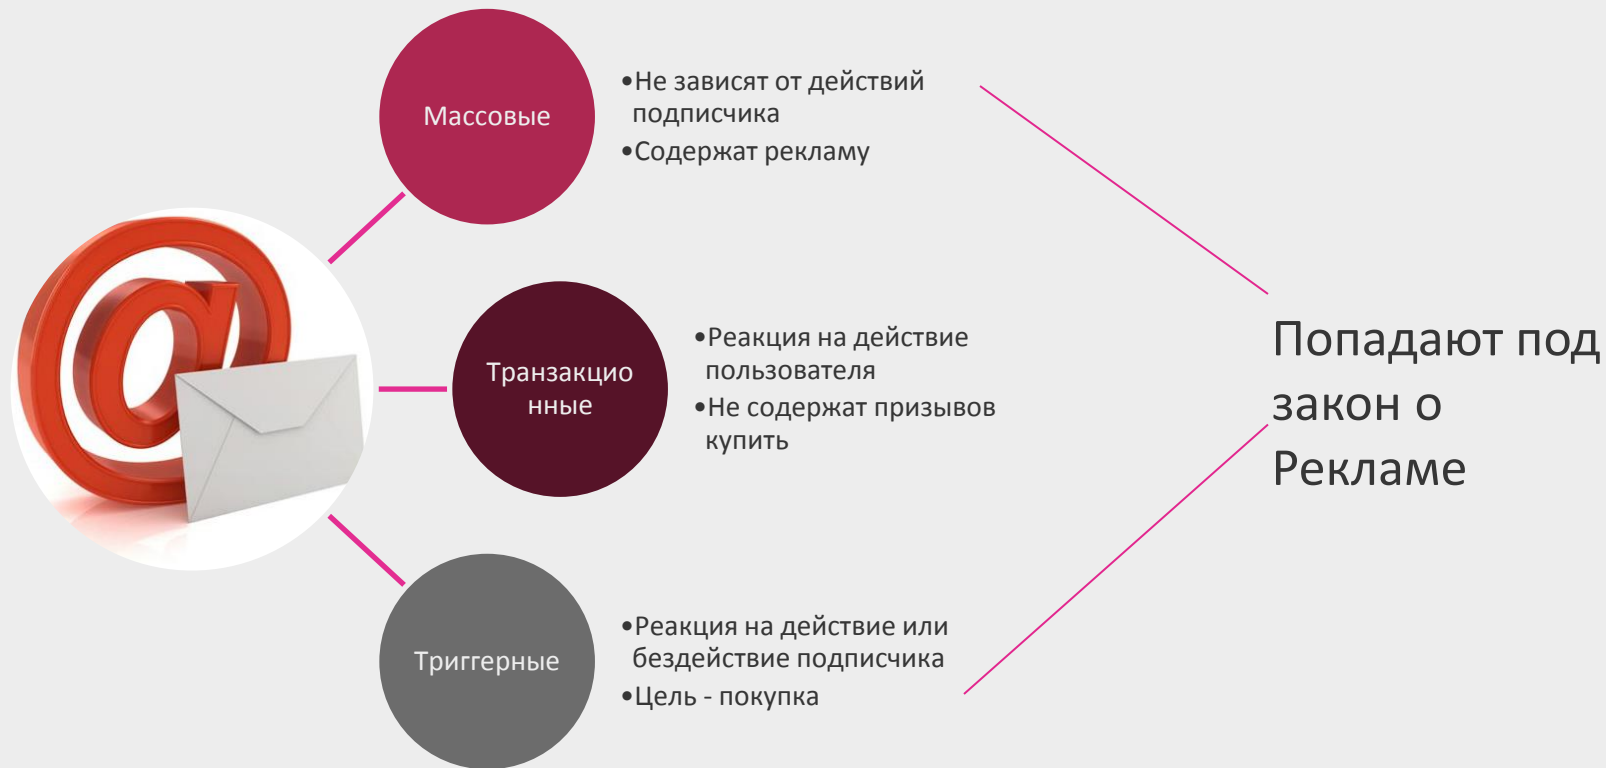 Массовые
•Не зависят от действий
подписчика
•Содержат рекламу
Транзакцио
нные
•Реакция на действие
пользователя
•Не содержат призывов
купить
Триггерные
•Реакция на действие или
бездействие подписчика
•Цель - покупка
Попадают под
закон о
Рекламе